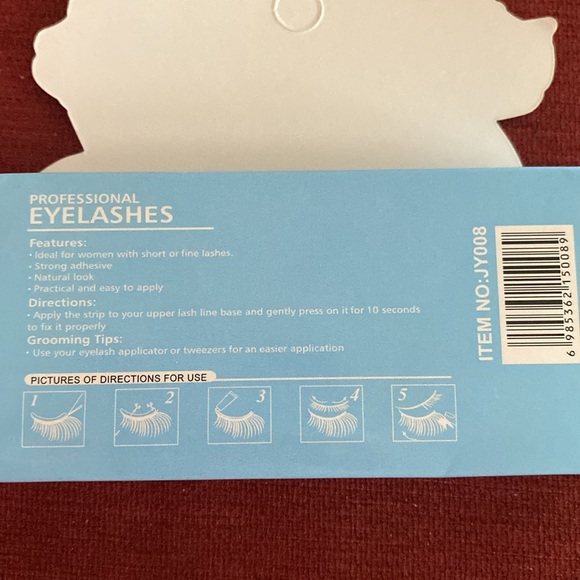 PROFESSIONAL
EYELASHES
Features:
• Ideal for women with short or fine lashes.
• Strong adhesive
• Natural look
• Practical and easy to apply
Directions:
• Apply the strip to your upper lash line base and gently press on it for 10 seconds
to fix it properly
Grooming Tips:
• Use your eyelash applicator or tweezers for an easier application
PICTURES OF DIRECTIONS FOR USE
1 2 3 4 5
ITEM NO:JY008
6 985362 150089